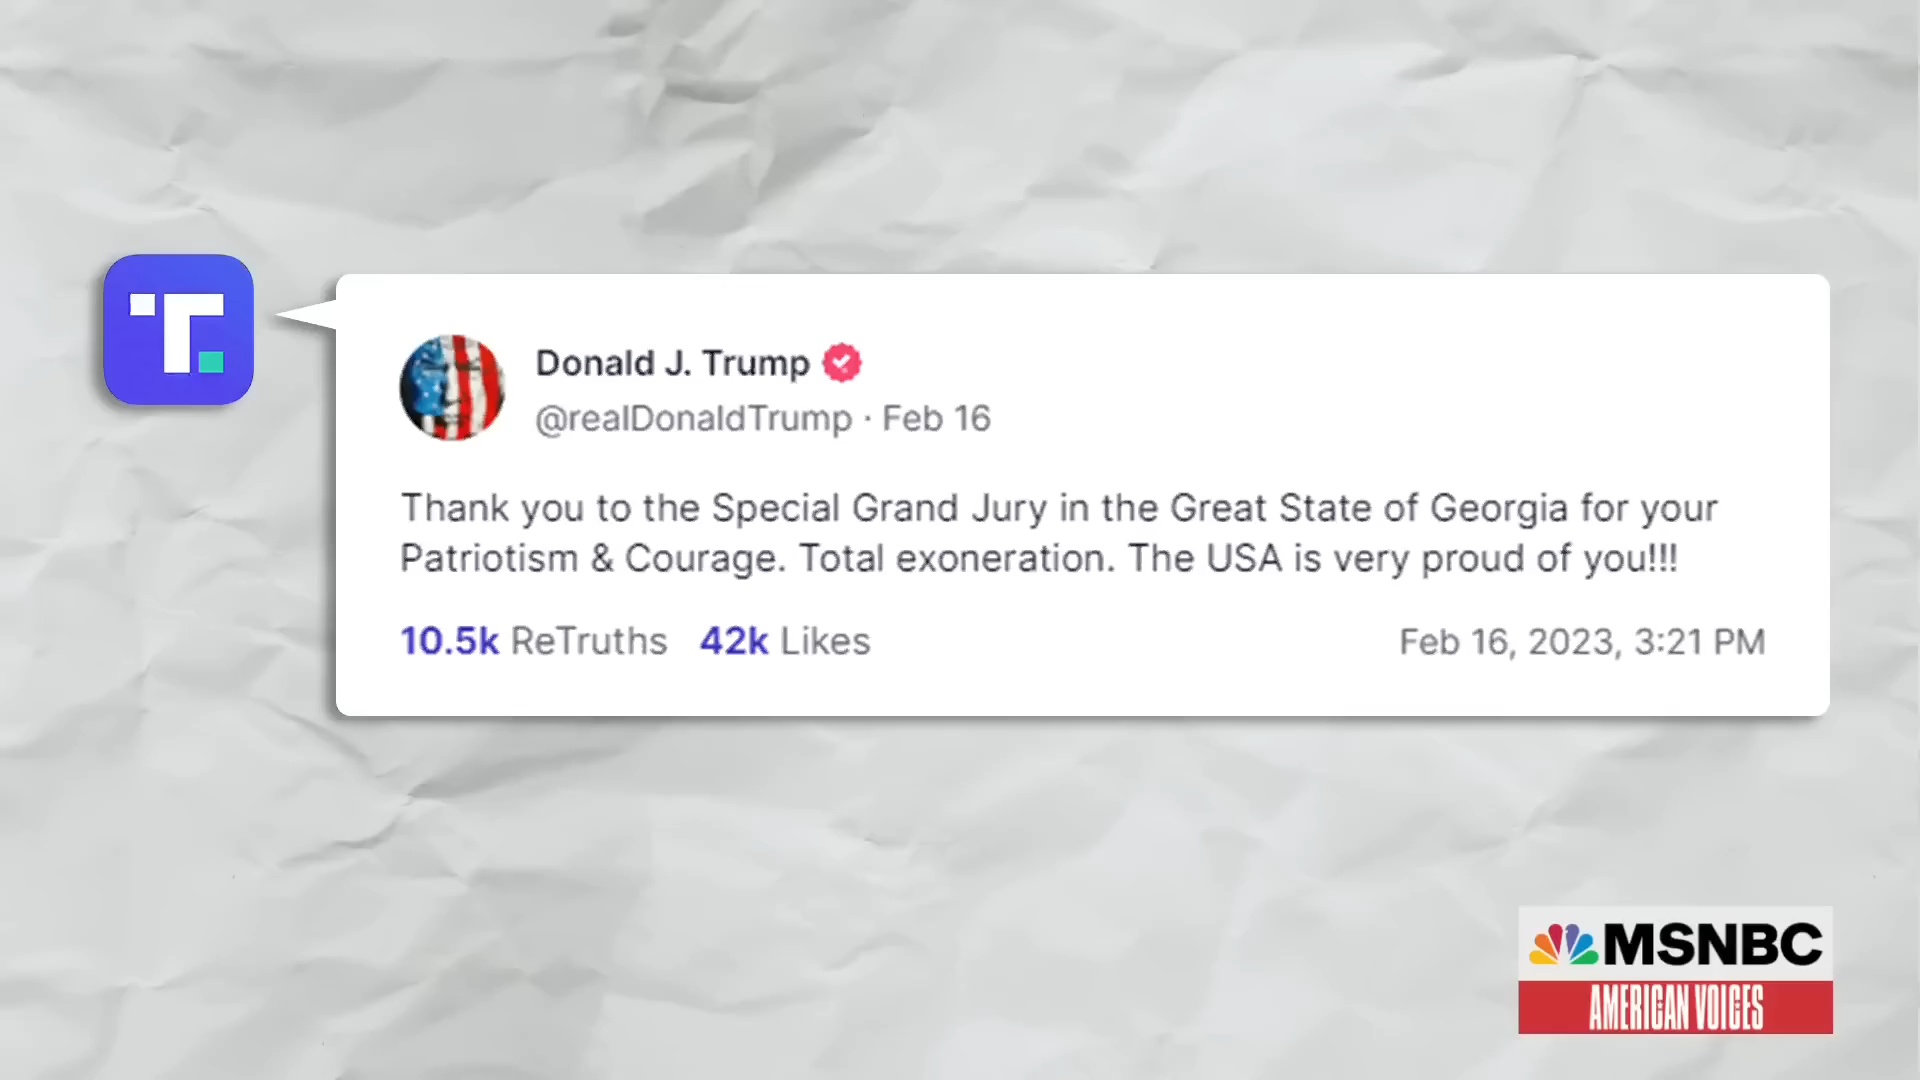 T.
Donald J. Trump
@realDonaldTrump · Feb 16
Thank you to the Special Grand Jury in the Great State of Georgia for your
Patriotism & Courage. Total exoneration. The USA is very proud of you!!!
10.5k ReTruths 42k Likes Feb 16, 2023, 3:21 PM
MSNBC
AMERICAN VOICES